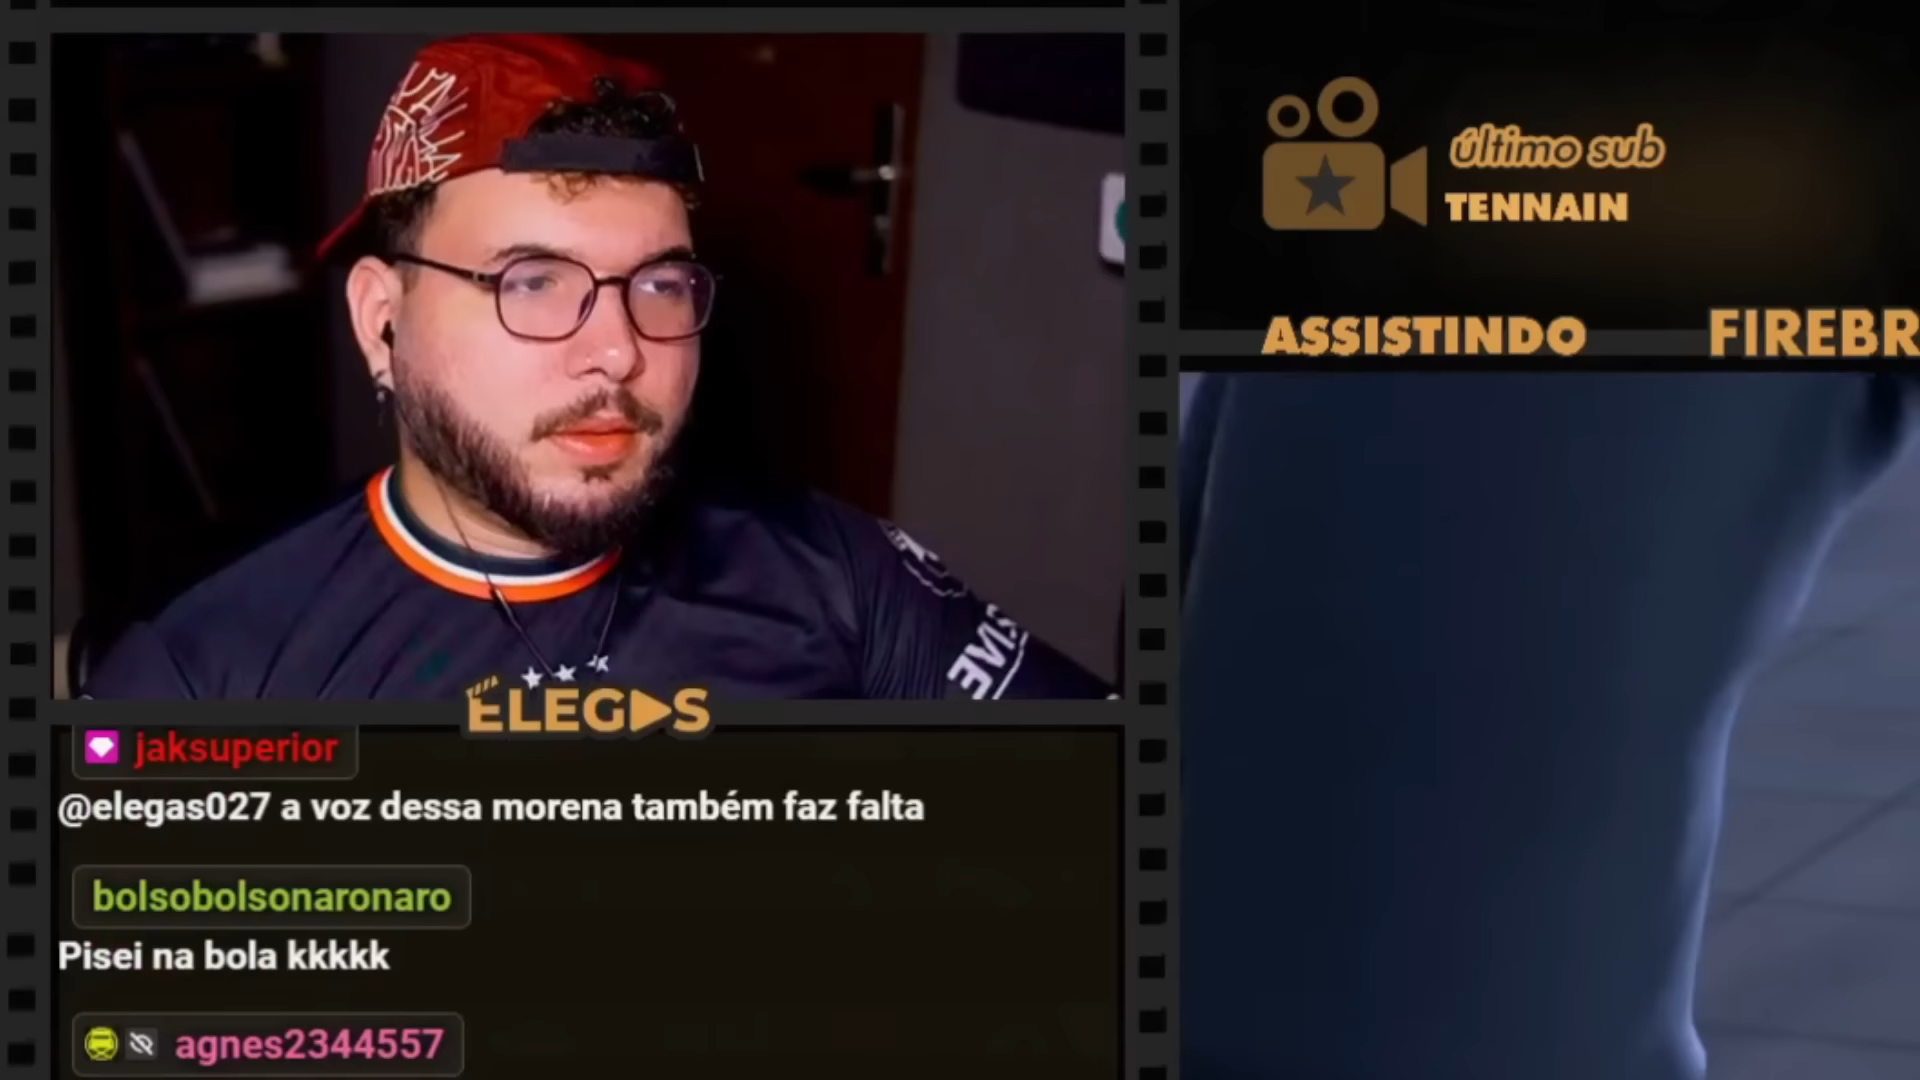 último sub
TENNAIN
ASSISTINDO
FIREBR
ELEGAS
jaksuperior
@elegas027 a voz dessa morena também faz falta
bolsobolsonaronaro
Pisei na bola kkkkk
agnes2344557